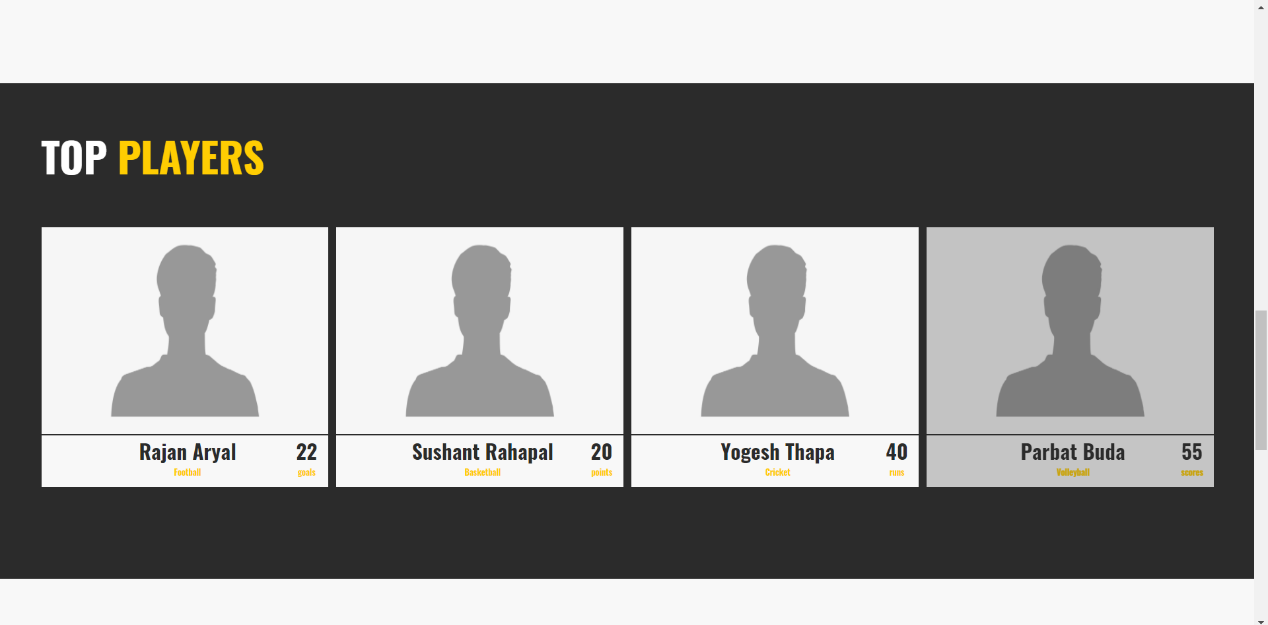 TOP PLAYERS
Rajan Aryal 22
Football goals
Sushant Rahapal 20
Basketball points
Yogesh Thapa 40
Cricket runs
Parbat Buda 55
Volleyball scores